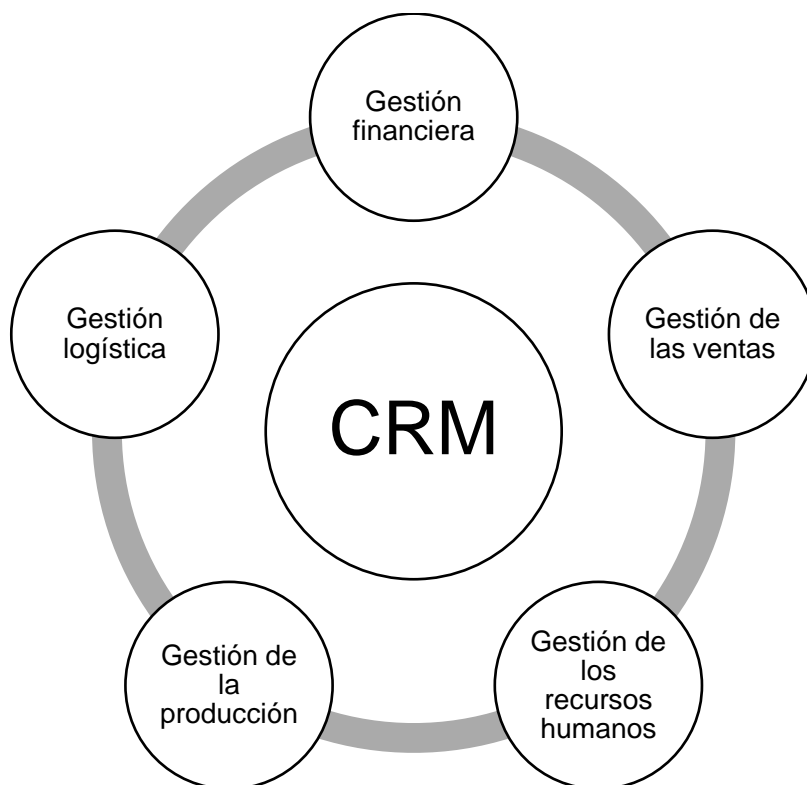 Gestión
financiera
Gestión
logística
Gestión de
las ventas
CRM
Gestión de
la
producción
Gestión de
los
recursos
humanos